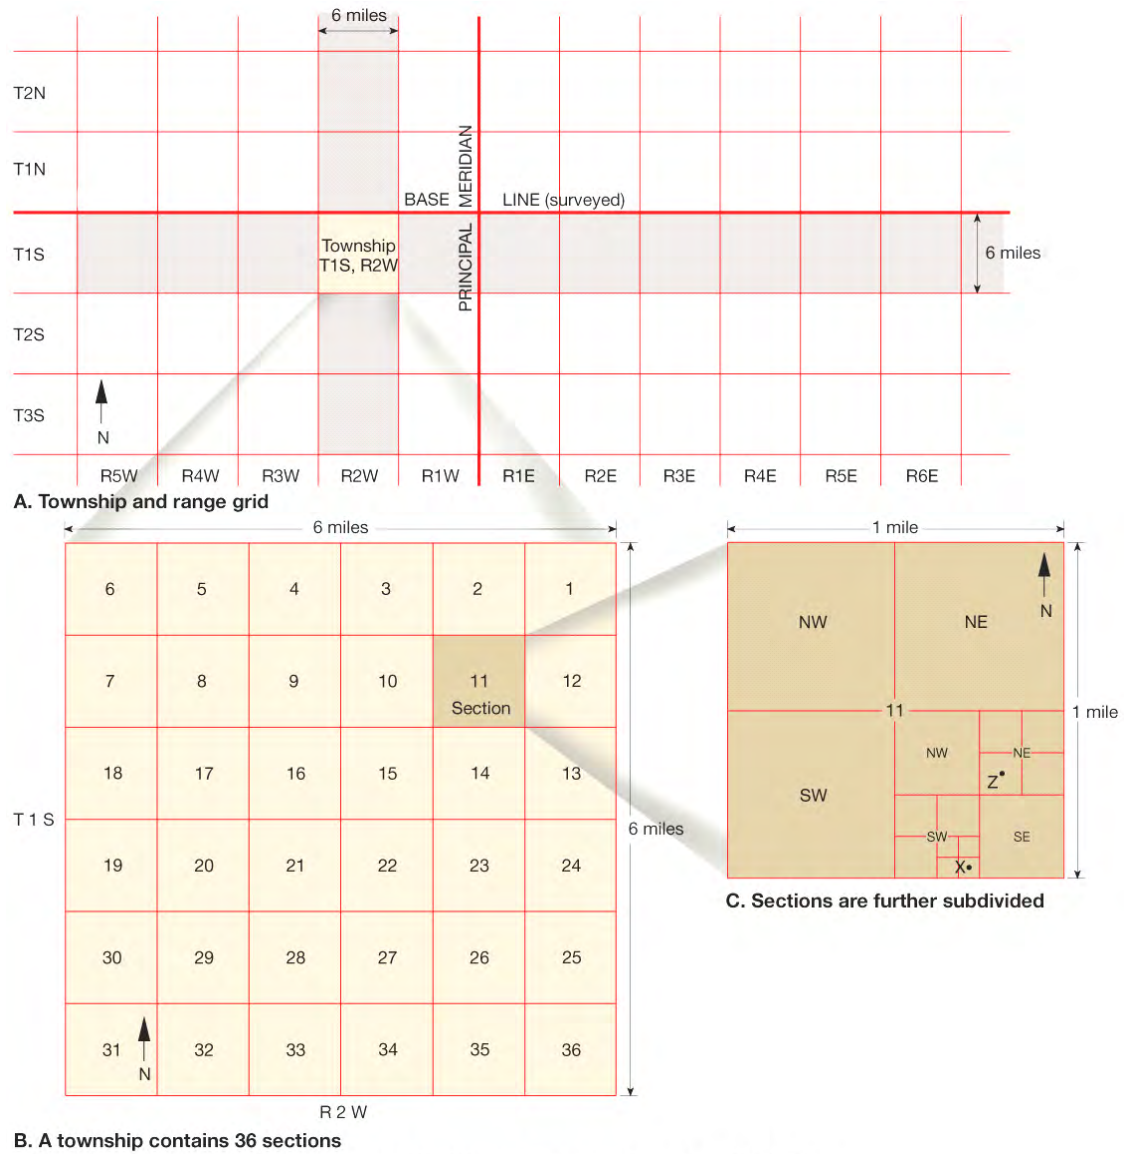 6 miles
T2N
T1N
MERIDIAN
BASE
LINE (surveyed)
PRINCIPAL
T1S
Township
T1S, R2W
6 miles
T2S
T3S
N
R5W R4W R3W R2W R1W R1E R2E R3E R4E R5E R6E
A. Township and range grid
6 miles
6 5 4 3 2 1
7 8 9 10 11 12
Section
18 17 16 15 14 13
T 1 S
6 miles
19 20 21 22 23 24
30 29 28 27 26 25
31 32 33 34 35 36
N
R 2 W
B. A township contains 36 sections
1 mile
N
NW NE
11
1 mile
NW NE
Z
SW
SW SE
X
C. Sections are further subdivided